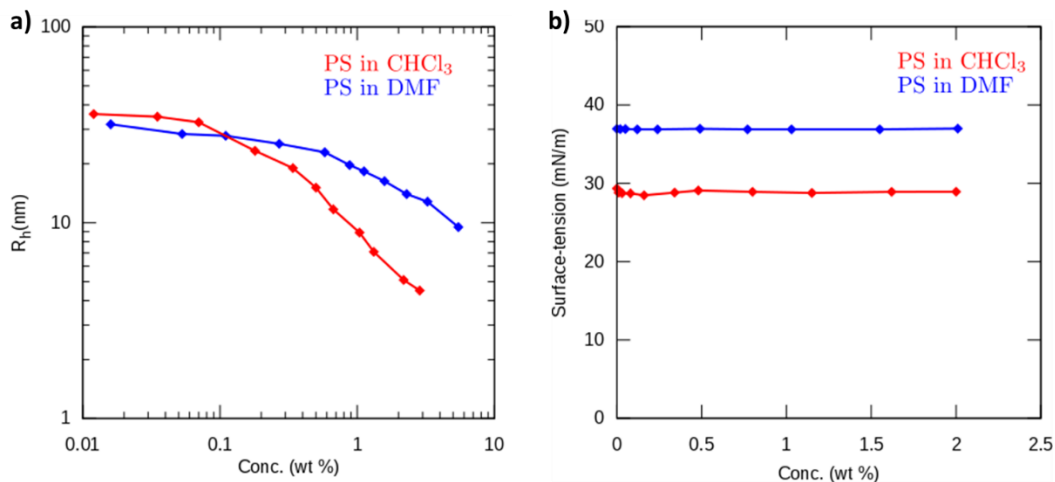 a)
100
10
1
R_h(nm)
PS in CHCl₃
PS in DMF
0.01
0.1
1
10
Conc. (wt %)
b)
50
40
30
20
10
0
Surface-tension (mN/m)
PS in CHCl₃
PS in DMF
0
0.5
1
1.5
2
2.5
Conc. (wt %)